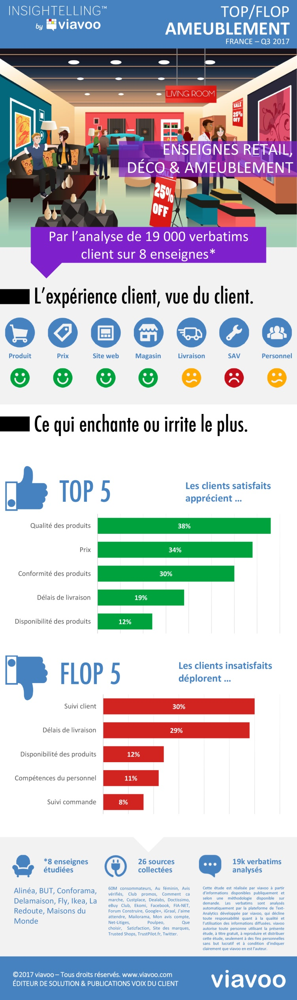 INSIGHTELLING™
by viavoo
TOP/FLOP
AMEUBLEMENT
FRANCE – Q3 2017
LIVING ROOM
SALE
25%
OFF
ENSEIGNES RETAIL,
DÉCO & AMEUBLEMENT
SALE
25%
OFF
Par l'analyse de 19 000 verbatims
client sur 8 enseignes*
L'expérience client, vue du client.
Produit
Prix
Site web
Magasin
Livraison
SAV
Personnel
Ce qui enchante ou irrite le plus.
TOP 5
Les clients satisfaits
apprécient ...
Qualité des produits 38%
Prix 34%
Conformité des produits 30%
Délais de livraison 19%
Disponibilité des produits 12%
FLOP 5
Les clients insatisfaits
déplorent ...
Suivi client 30%
Délais de livraison 29%
Disponibilité des produits 12%
Compétences du personnel 11%
Suivi commande 8%
*8 enseignes
étudiées
Alinéa, BUT, Conforama,
Delamaison, Fly, Ikea, La
Redoute, Maisons du
Monde
26 sources
collectées
60M consommateurs, Au féminin, Avis
vérifiés, Club promos, Comment ca
marche, Custplace, Dealabs, Doctissimo,
eBuy Club, Ekomi, Facebook, FIA-NET,
Forum Construire, Google+, iGraal, J'aime
attendre, Mailorama, Mon avis compte,
Net-Litiges, Poulpeo, Que
choisir, Satizfaction, Site des marques,
Trusted Shops, TrustPilot.fr, Twitter.
19k verbatims
analysés
Cette étude est réalisée par viavoo à partir
d'informations disponibles publiquement et
selon une méthodologie disponible sur
demande. Les verbatims sont analysés
automatiquement par la plateforme de Text-
Analytics développée par viavoo, qui décline
toute responsabilité quant à la qualité et
l'utilisation des informations diffusées. viavoo
autorise toute personne utilisant la présente
étude, à titre gratuit, à reproduire et distribuer
cette étude, seulement à des fins personnelles
sans but lucratif et à condition d'indiquer
clairement que viavoo en est l'auteur.
©2017 viavoo – Tous droits réservés. www.viavoo.com
ÉDITEUR DE SOLUTION & PUBLICATIONS VOIX DU CLIENT
viavoo